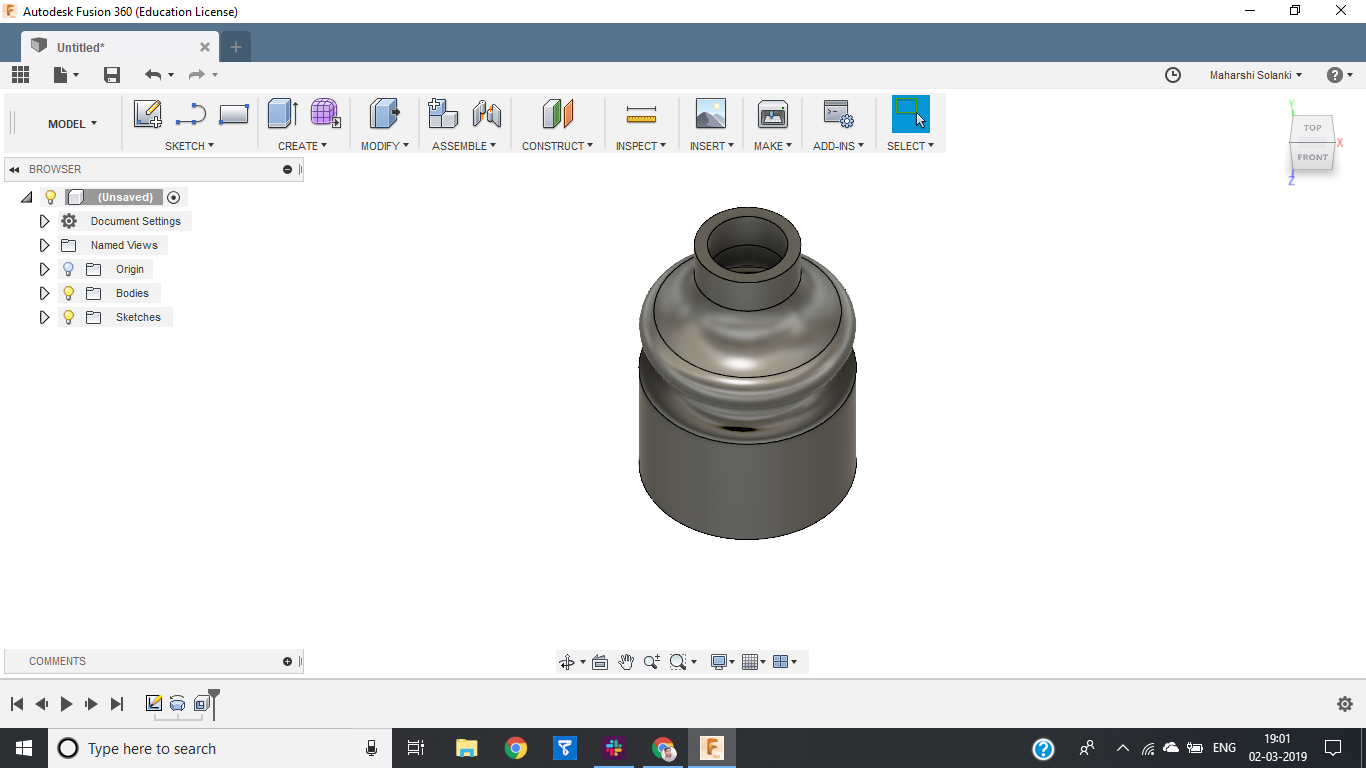 Autodesk Fusion 360 (Education License)
Untitled*
Maharshi Solanki
MODEL
SKETCH
CREATE
MODIFY
ASSEMBLE
CONSTRUCT
INSPECT
INSERT
MAKE
ADD-INS
SELECT
Y
TOP
X
FRONT
Z
BROWSER
(Unsaved)
Document Settings
Named Views
Origin
Bodies
Sketches
COMMENTS
Type here to search
ENG
19:01
02-03-2019